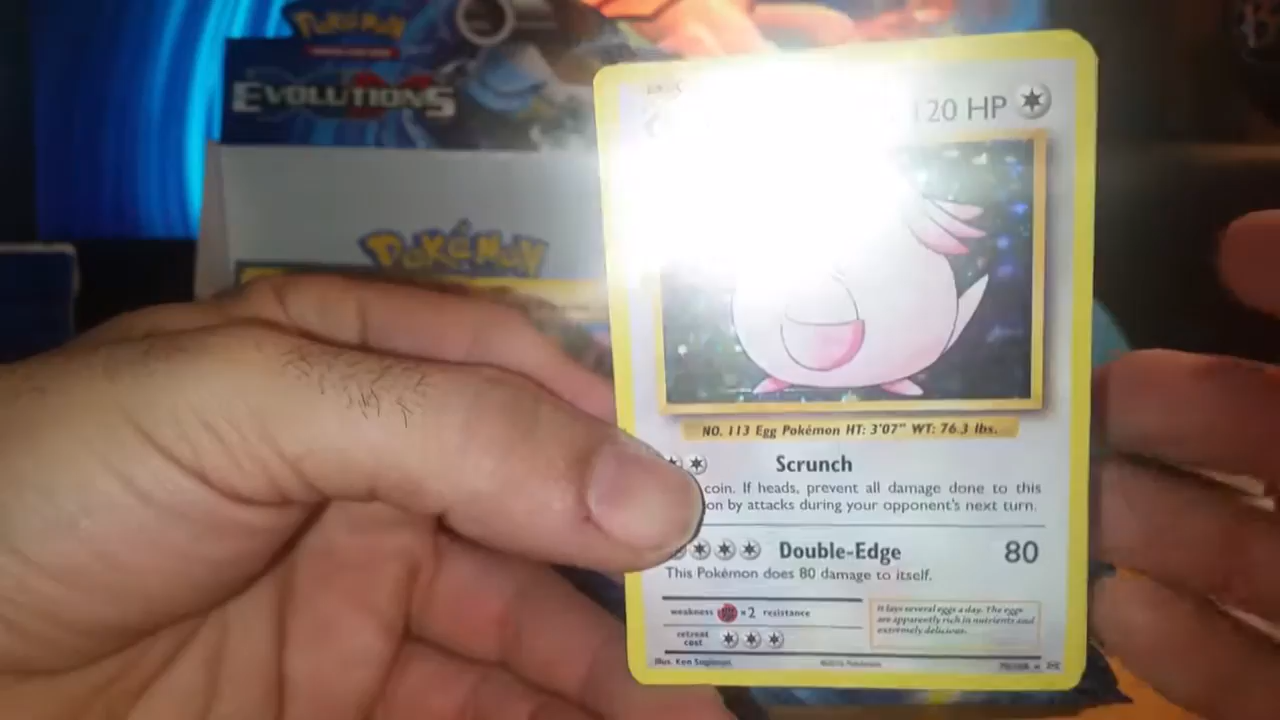 Pokémon
EVOLUTIONS
Pokémon
120 HP
NO. 113 Egg Pokémon HT: 3'07" WT: 76.3 lbs.
Scrunch
coin. If heads, prevent all damage done to this
on by attacks during your opponent's next turn.
Double-Edge 80
This Pokémon does 80 damage to itself.
weakness ×2 resistance
retreat
cost
It lays several eggs a day. The eggs
are apparently rich in nutrients and
extremely delicious.
Illus. Ken Sugimori ©2016 Pokémon